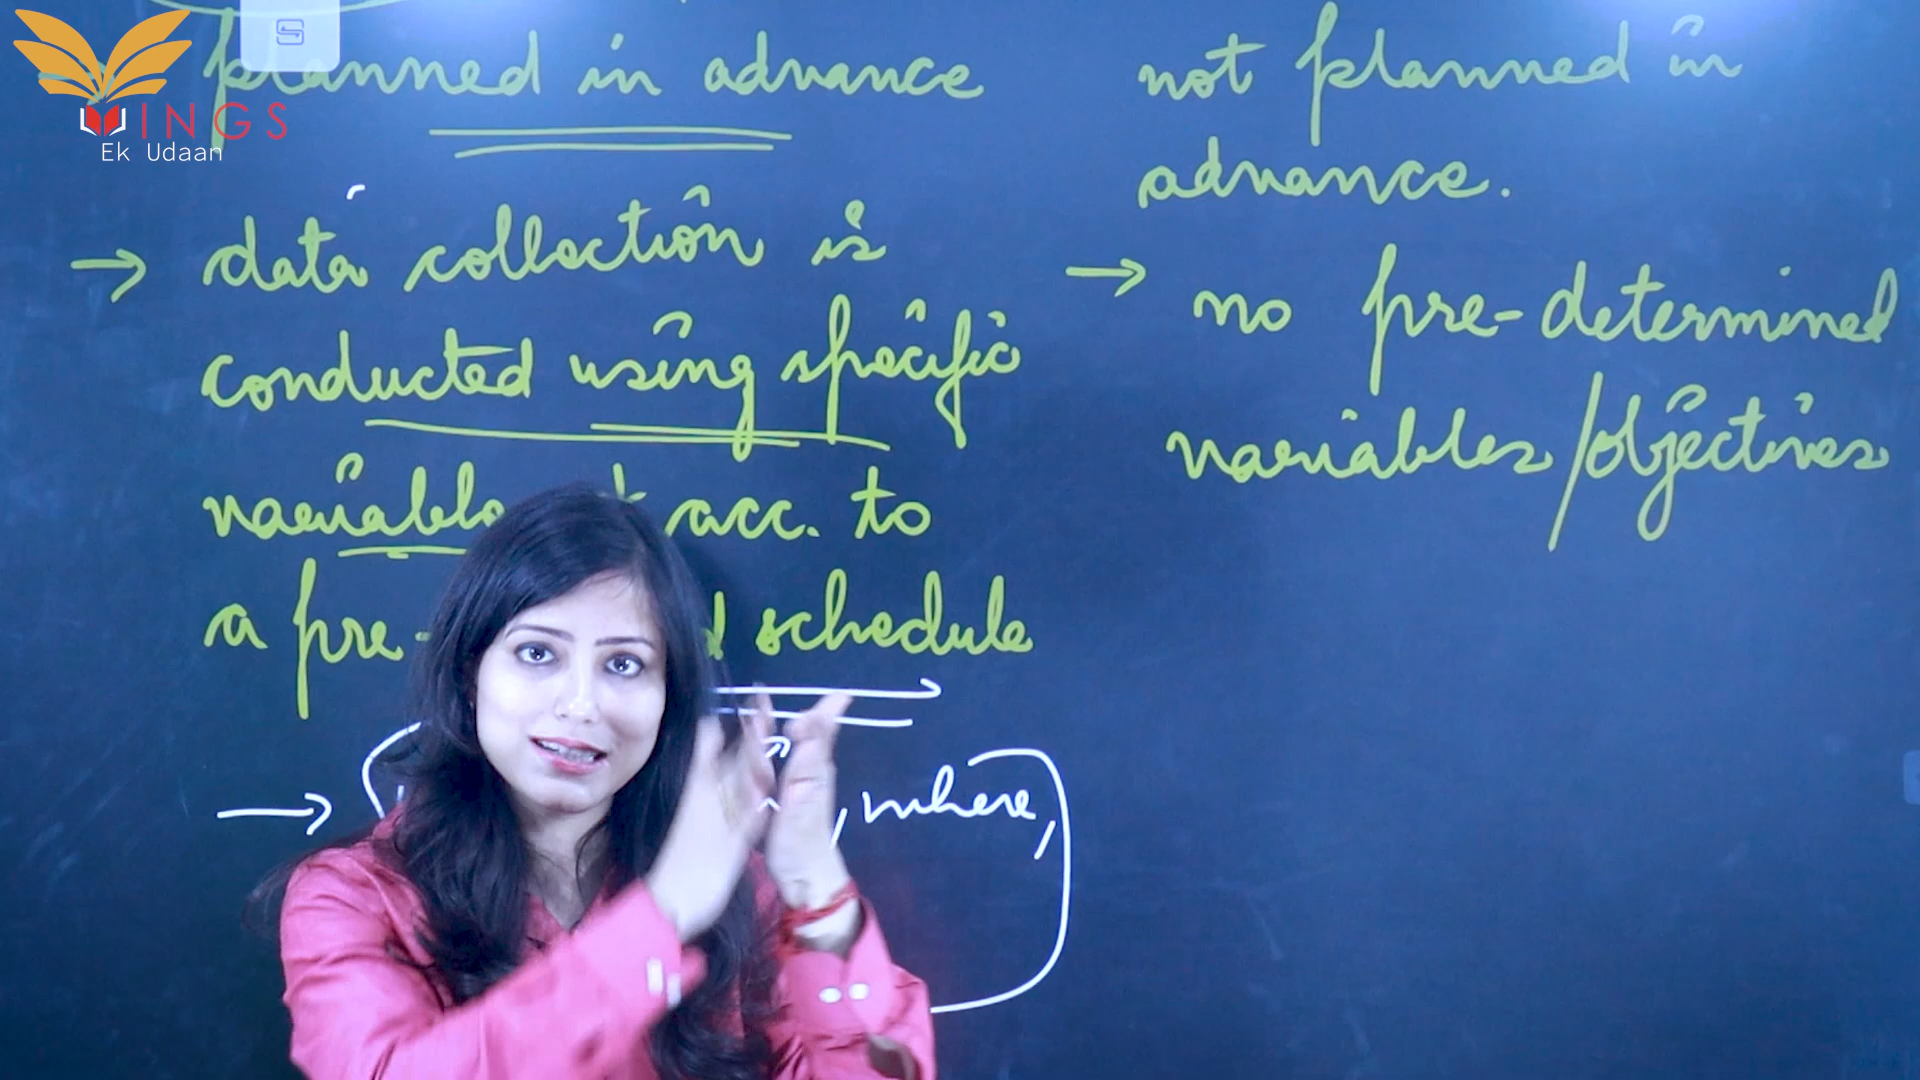 WINGS
Ek Udaan
planned in advance
→ data collection is
conducted using specific
variable acc. to
a pre- schedule
→ , where,
not planned in
advance.
→ no pre-determined
variables/objectives